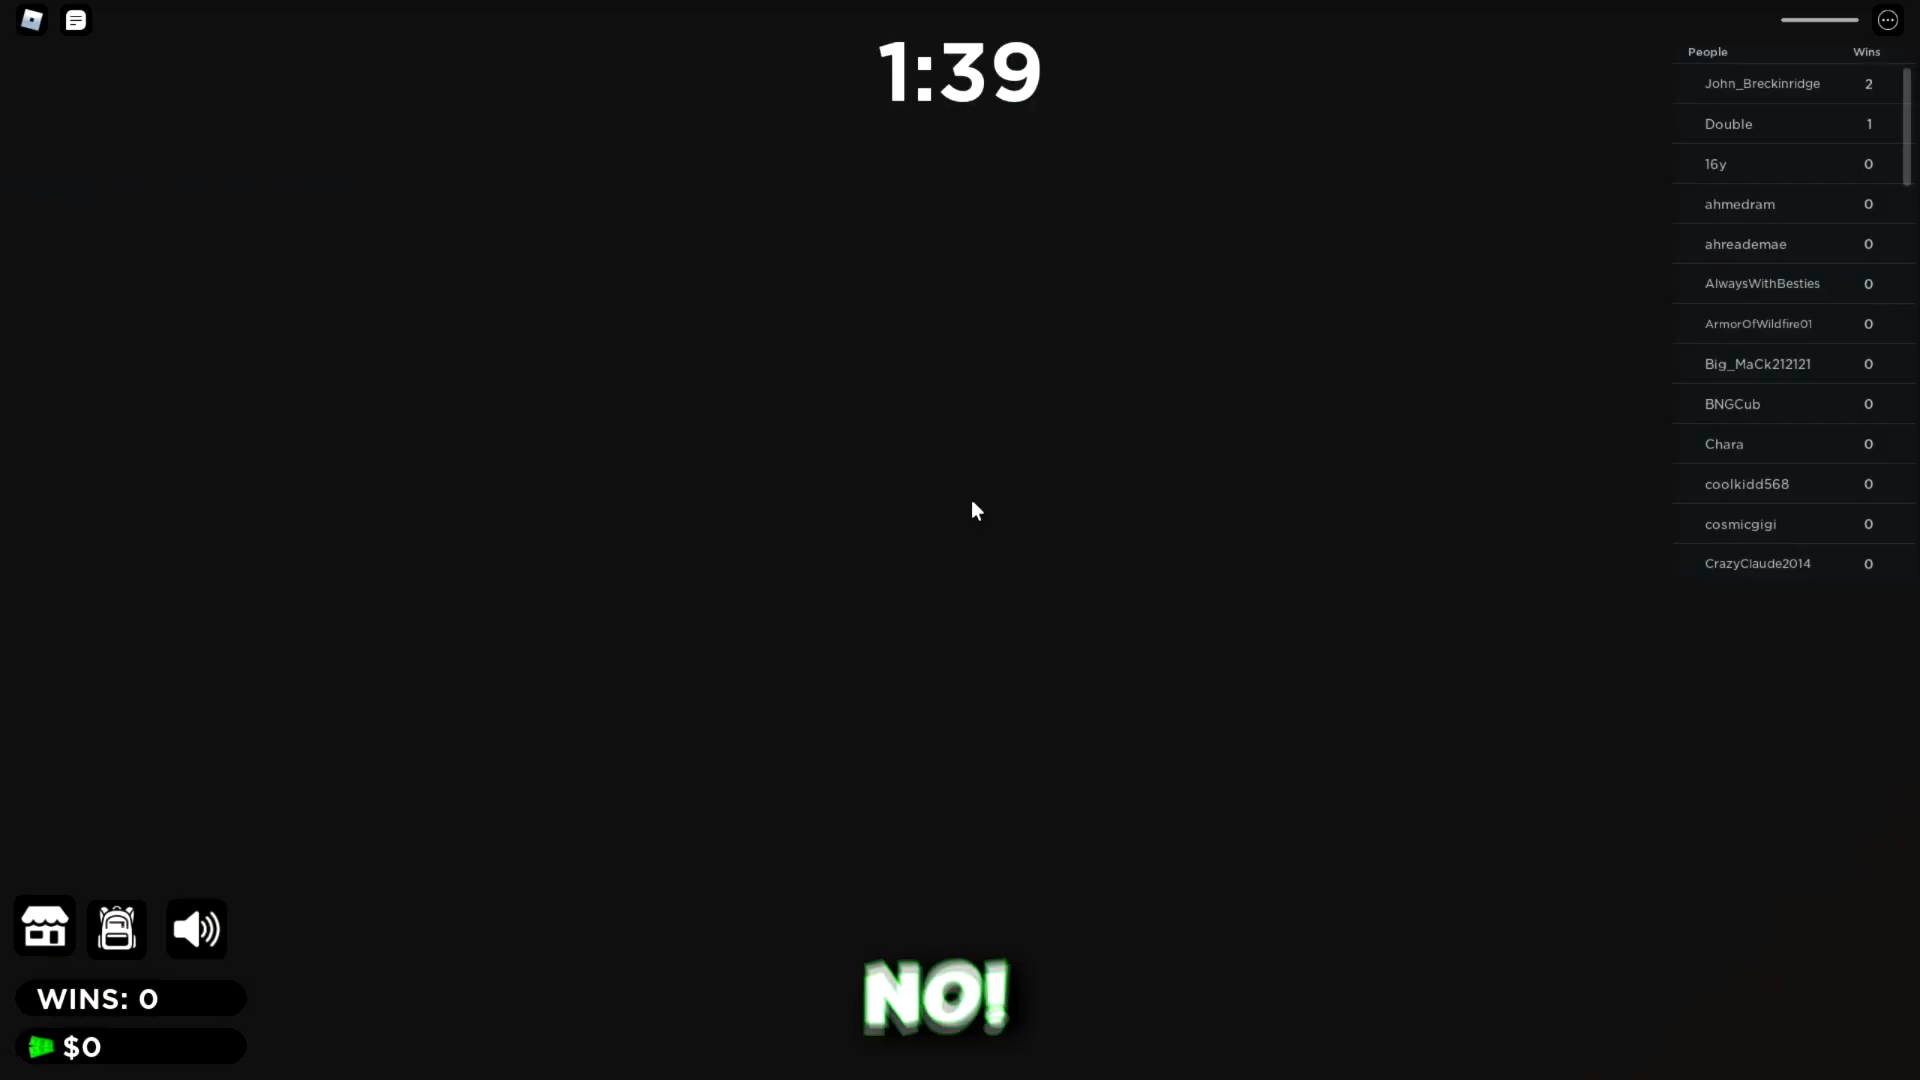 1:39
People Wins
John_Breckinridge 2
Double 1
16y 0
ahmedram 0
ahreademae 0
AlwaysWithBesties 0
ArmorOfWildfire01 0
Big_MaCk212121 0
BNGCub 0
Chara 0
coolkidd568 0
cosmicgigi 0
CrazyClaude2014 0
WINS: 0
$0
NO!